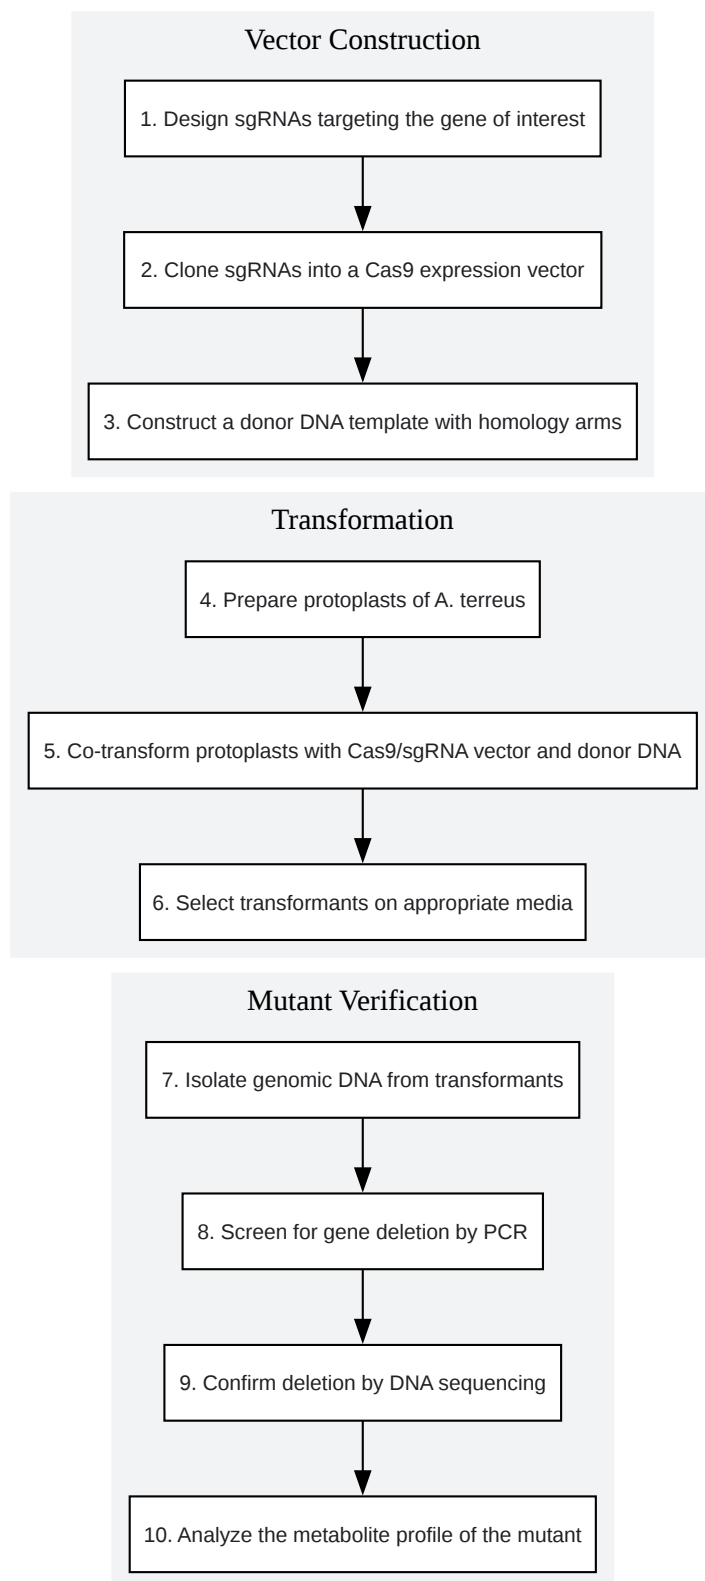 Vector Construction
1. Design sgRNAs targeting the gene of interest
2. Clone sgRNAs into a Cas9 expression vector
3. Construct a donor DNA template with homology arms
Transformation
4. Prepare protoplasts of A. terreus
5. Co-transform protoplasts with Cas9/sgRNA vector and donor DNA
6. Select transformants on appropriate media
Mutant Verification
7. Isolate genomic DNA from transformants
8. Screen for gene deletion by PCR
9. Confirm deletion by DNA sequencing
10. Analyze the metabolite profile of the mutant